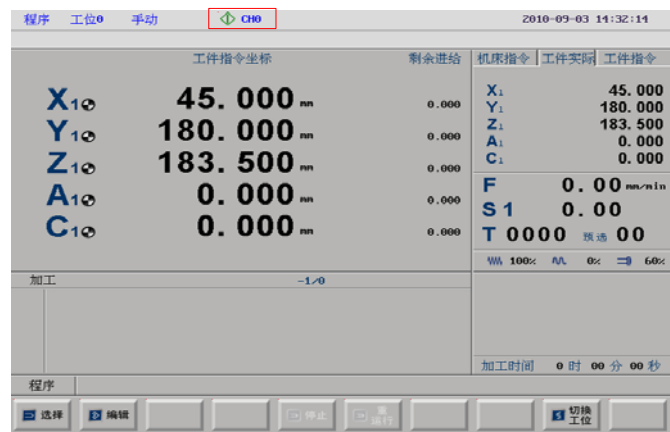 程序 工位0 手动 CH0 2010-09-03 14:32:14
工件指令坐标 剩余进给 机床指令 工件实际 工件指令
X1 45.000 mm 0.000
Y1 180.000 mm 0.000
Z1 183.500 mm 0.000
A1 0.000 mm 0.000
C1 0.000 mm 0.000
X1 45.000
Y1 180.000
Z1 183.500
A1 0.000
C1 0.000
F 0.00 mm/min
S1 0.00
T 0000 预选 00
100% 0% 60%
加工 -1/0
加工时间 0 时 00 分 00 秒
程序
选择 编辑 停止 重运行 切换工位